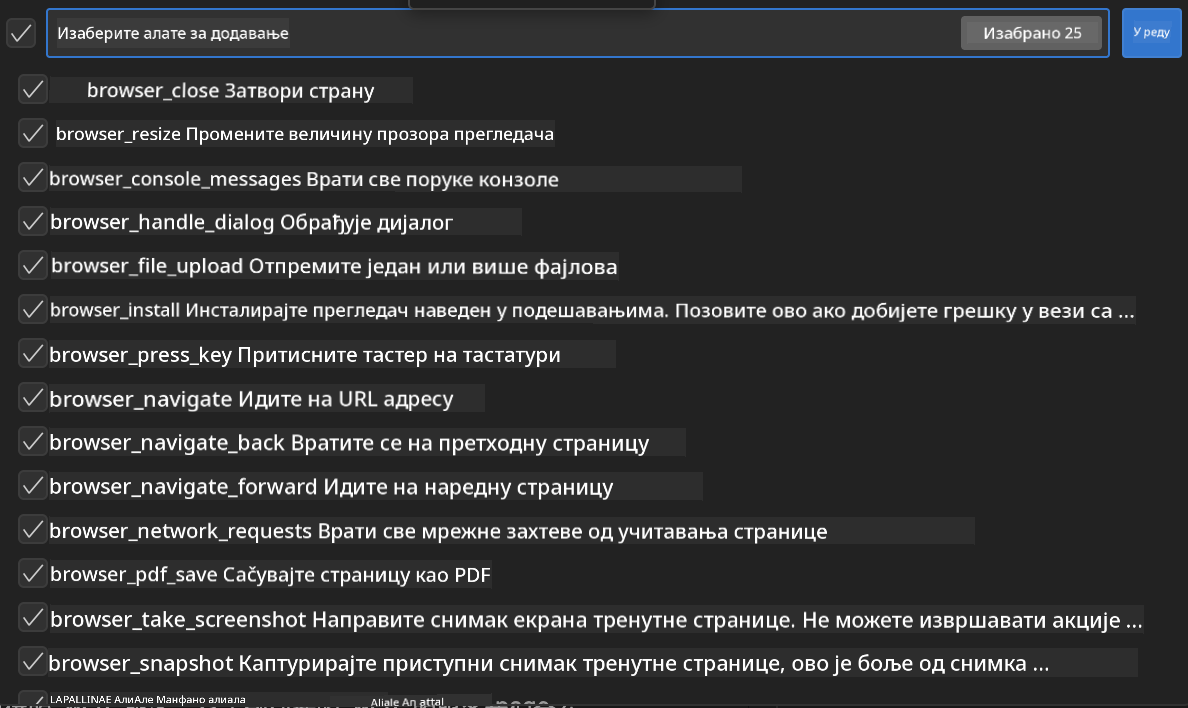 Изаберите алате за додавање Изабрано 25 У реду
browser_close Затвори страну
browser_resize Промените величину прозора прегледача
browser_console_messages Врати све поруке конзоле
browser_handle_dialog Обрађује дијалог
browser_file_upload Отпремите један или више фајлова
browser_install Инсталирајте прегледач наведен у подешавањима. Позовите ово ако добијете грешку у вези са ...
browser_press_key Притисните тастер на тастатури
browser_navigate Идите на URL адресу
browser_navigate_back Вратите се на претходну страницу
browser_navigate_forward Идите на наредну страницу
browser_network_requests Врати све мрежне захтеве од учитавања странице
browser_pdf_save Сачувајте страницу као PDF
browser_take_screenshot Направите снимак екрана тренутне странице. Не можете извршавати акције ...
browser_snapshot Каптурирајте приступни снимак тренутне странице, ово је боље од снимка ...
LAPALLINAE АлиАле Манфано алиала